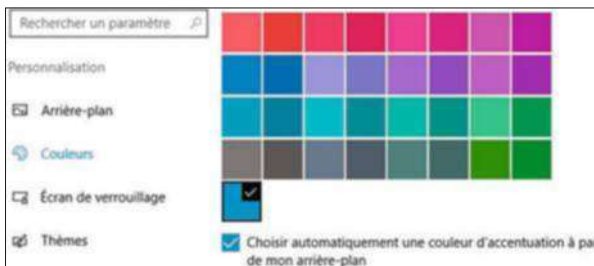 Rechercher un paramètre
Personnalisation
Arrière-plan
Couleurs
Écran de verrouillage
Thèmes
Choisir automatiquement une couleur d'accentuation à pa
de mon arrière-plan